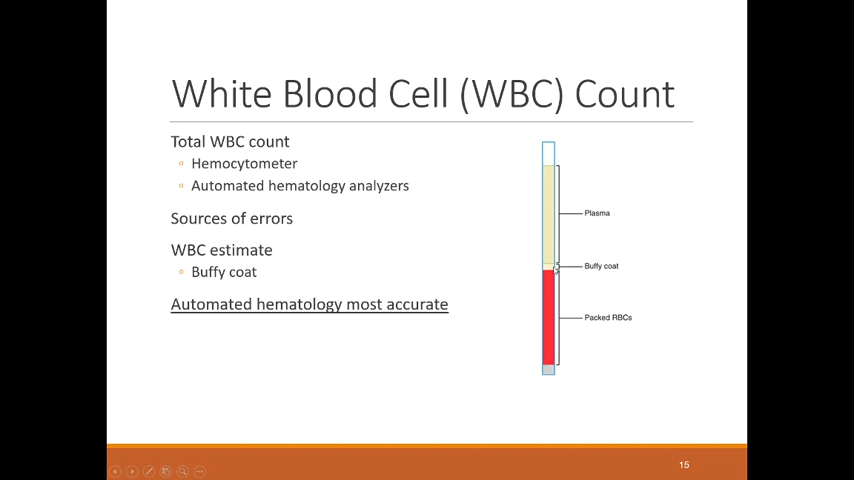 White Blood Cell (WBC) Count
Total WBC count
Hemocytometer
Automated hematology analyzers
Sources of errors
WBC estimate
Buffy coat
Automated hematology most accurate
Plasma
Buffy coat
Packed RBCs
15